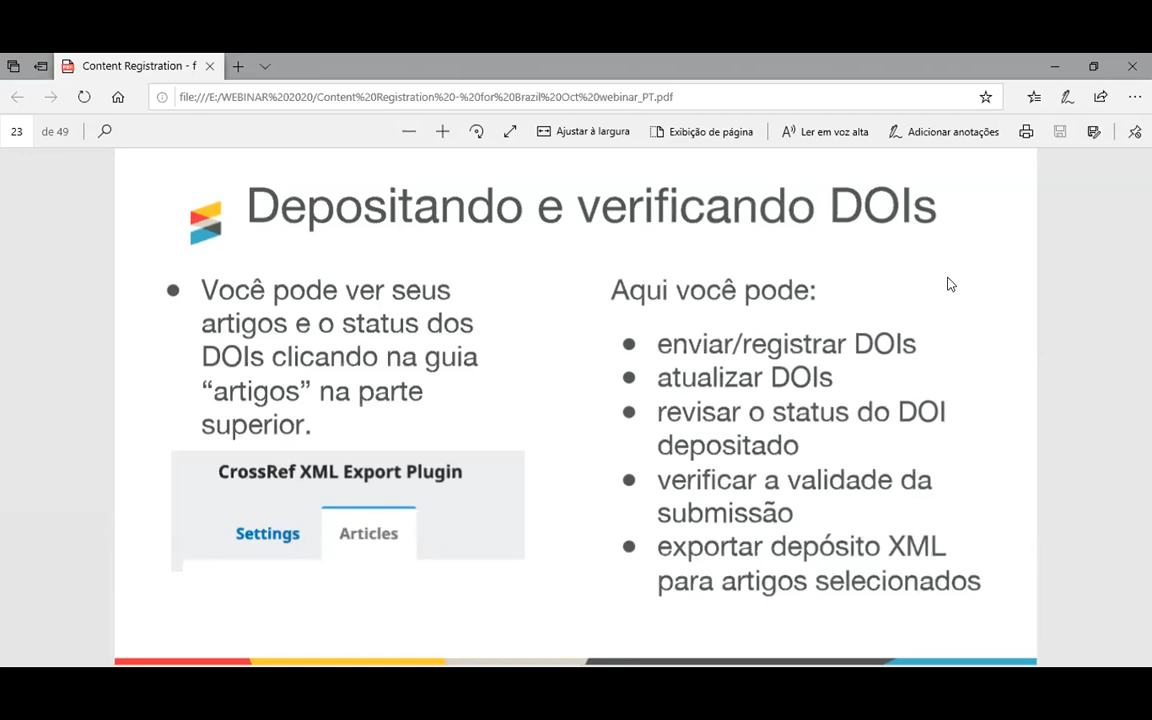 Content Registration - f
file:///E:/WEBINAR%202020/Content%20Registration%20-%20for%20Brazil%20Oct%20webinar_PT.pdf
23 de 49
Ajustar à largura
Exibição de página
Ler em voz alta
Adicionar anotações
Depositando e verificando DOIs
Você pode ver seus
artigos e o status dos
DOIs clicando na guia
“artigos” na parte
superior.
CrossRef XML Export Plugin
Settings
Articles
Aqui você pode:
enviar/registrar DOIs
atualizar DOIs
revisar o status do DOI
depositado
verificar a validade da
submissão
exportar depósito XML
para artigos selecionados